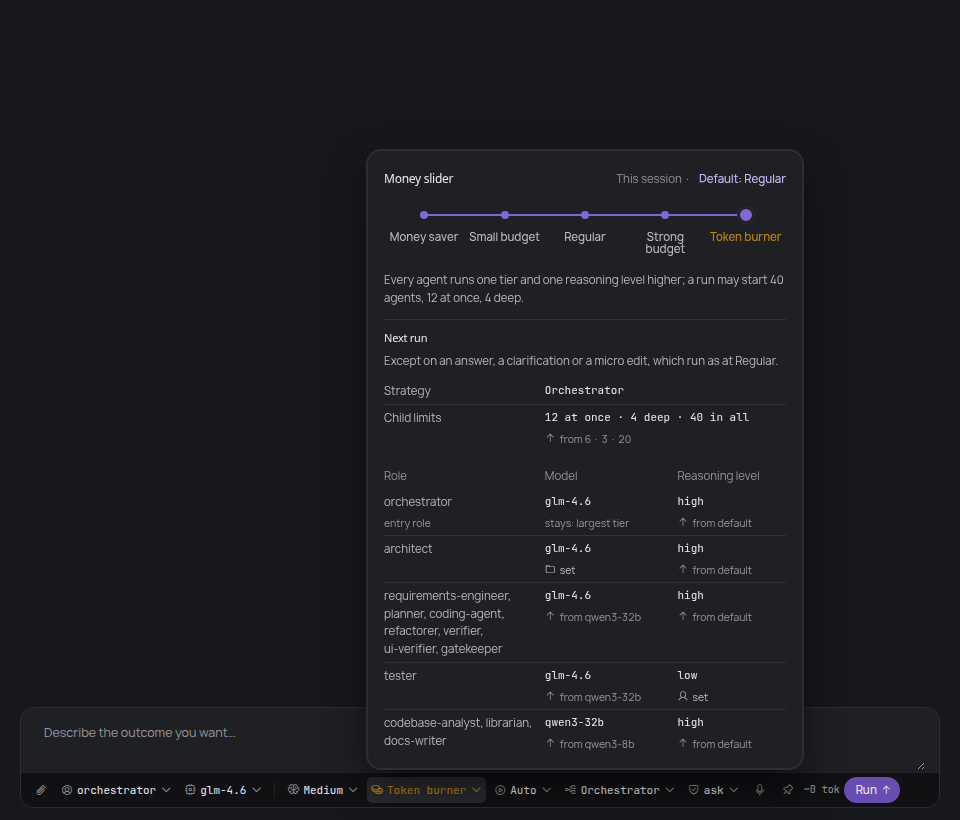 Money slider This session · Default: Regular
Money saver Small budget Regular Strong budget Token burner
Every agent runs one tier and one reasoning level higher; a run may start 40
agents, 12 at once, 4 deep.
Next run
Except on an answer, a clarification or a micro edit, which run as at Regular.
Strategy Orchestrator
Child limits 12 at once · 4 deep · 40 in all
↑ from 6 · 3 · 20
Role Model Reasoning level
orchestrator glm-4.6 high
entry role stays: largest tier ↑ from default
architect glm-4.6 high
set ↑ from default
requirements-engineer, glm-4.6 high
planner, coding-agent, ↑ from qwen3-32b ↑ from default
refactorer, verifier,
ui-verifier, gatekeeper
tester glm-4.6 low
↑ from qwen3-32b set
codebase-analyst, librarian, qwen3-32b high
docs-writer ↑ from qwen3-8b ↑ from default
Describe the outcome you want…
orchestrator glm-4.6 Medium Token burner Auto Orchestrator ask ~0 tok Run ↑